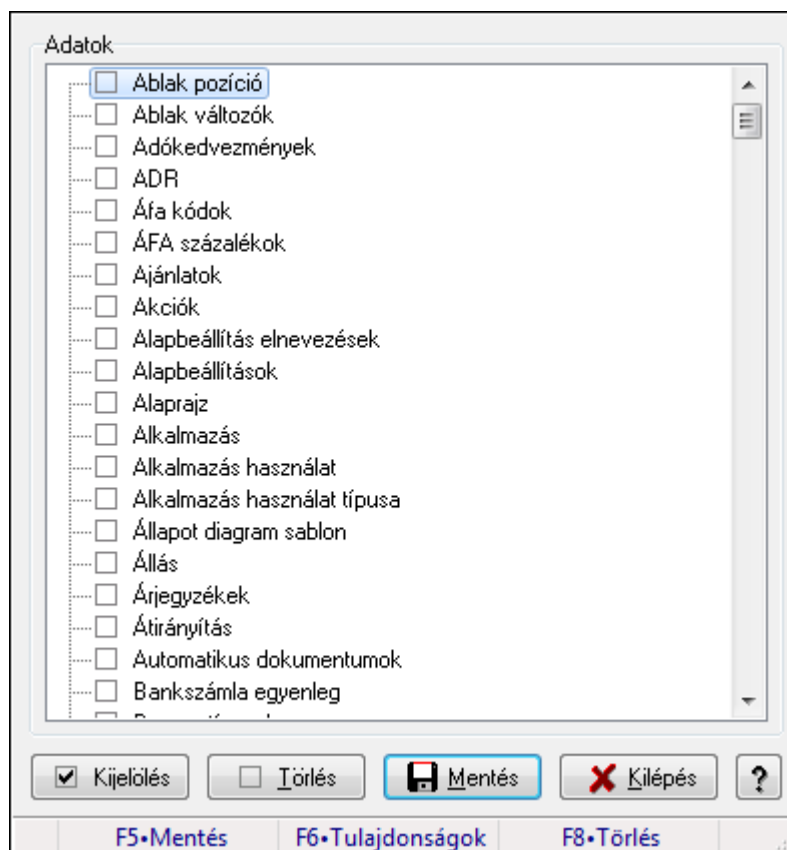 Adatok
Ablak pozíció
Ablak változók
Adókedvezmények
ADR
Áfa kódok
ÁFA százalékok
Ajánlatok
Akciók
Alapbeállítás elnevezések
Alapbeállítások
Alaprajz
Alkalmazás
Alkalmazás használat
Alkalmazás használat típusa
Állapot diagram sablon
Állás
Árjegyzékek
Átirányítás
Automatikus dokumentumok
Bankszámla egyenleg
Kijelölés Törlés Mentés Kilépés ?
F5•Mentés F6•Tulajdonságok F8•Törlés